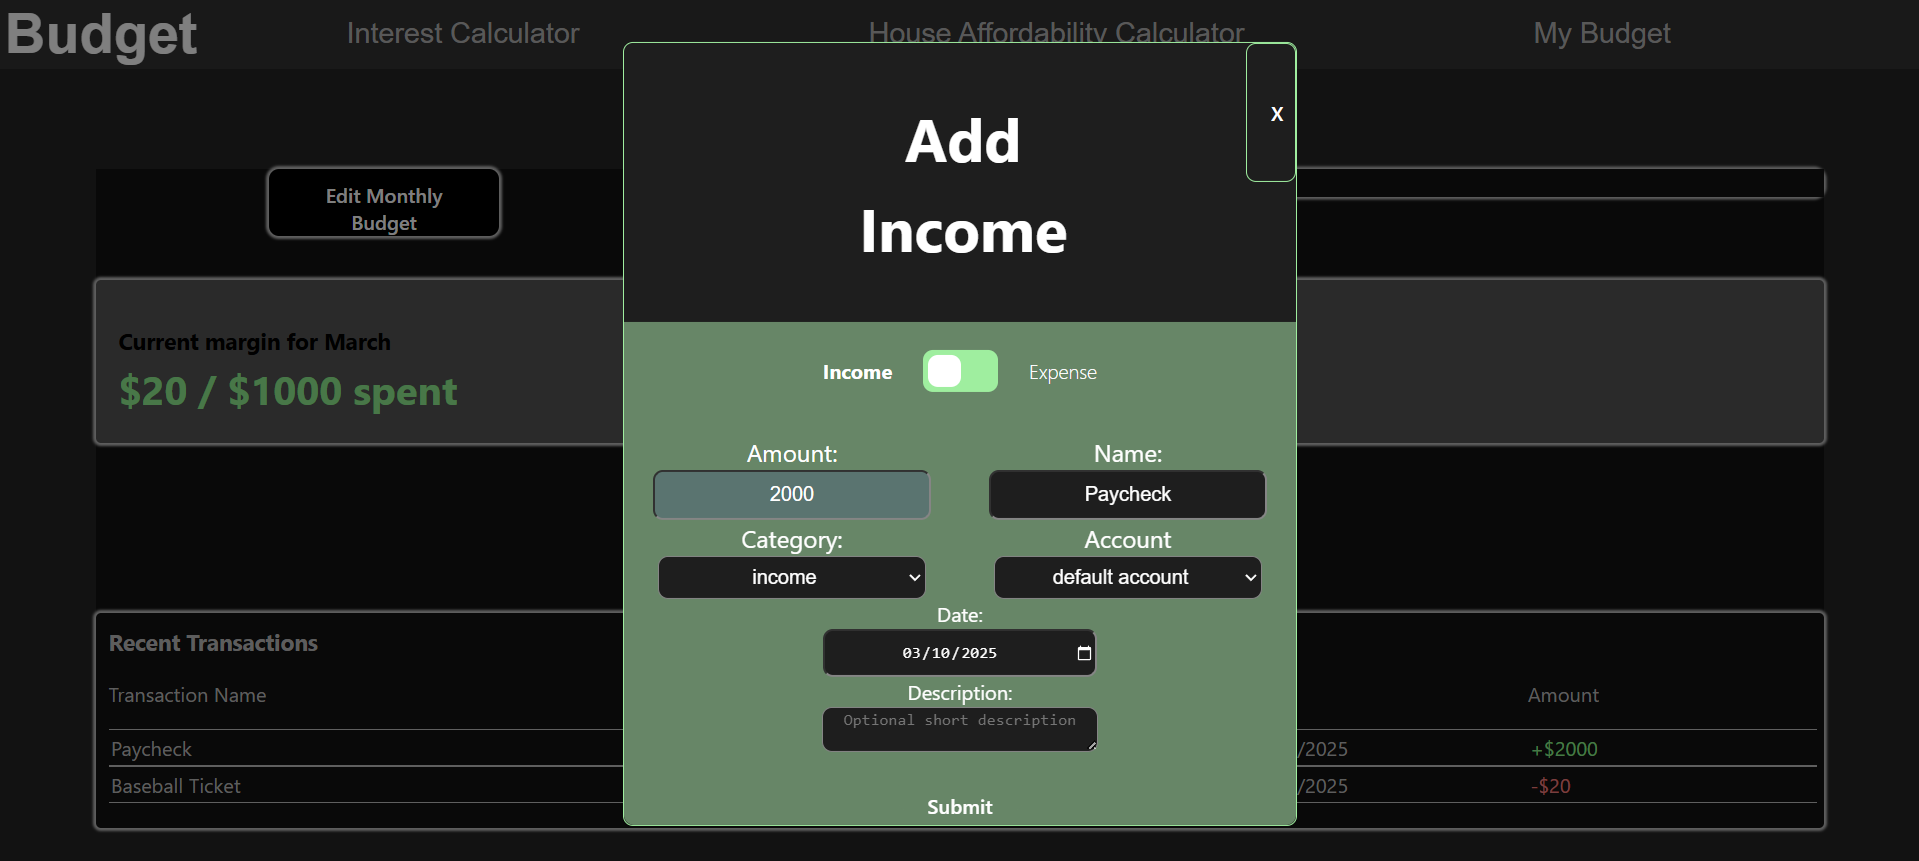 Budget
Interest Calculator
House Affordability Calculator
My Budget
X
Add
Income
Edit Monthly
Budget
Current margin for March
$20 / $1000 spent
Income
Expense
Amount:
Name:
2000
Paycheck
Category:
Account
income
default account
Date:
03/10/2025
Description:
Optional short description
Submit
Recent Transactions
Transaction Name
Amount
Paycheck
/2025
+$2000
Baseball Ticket
/2025
-$20